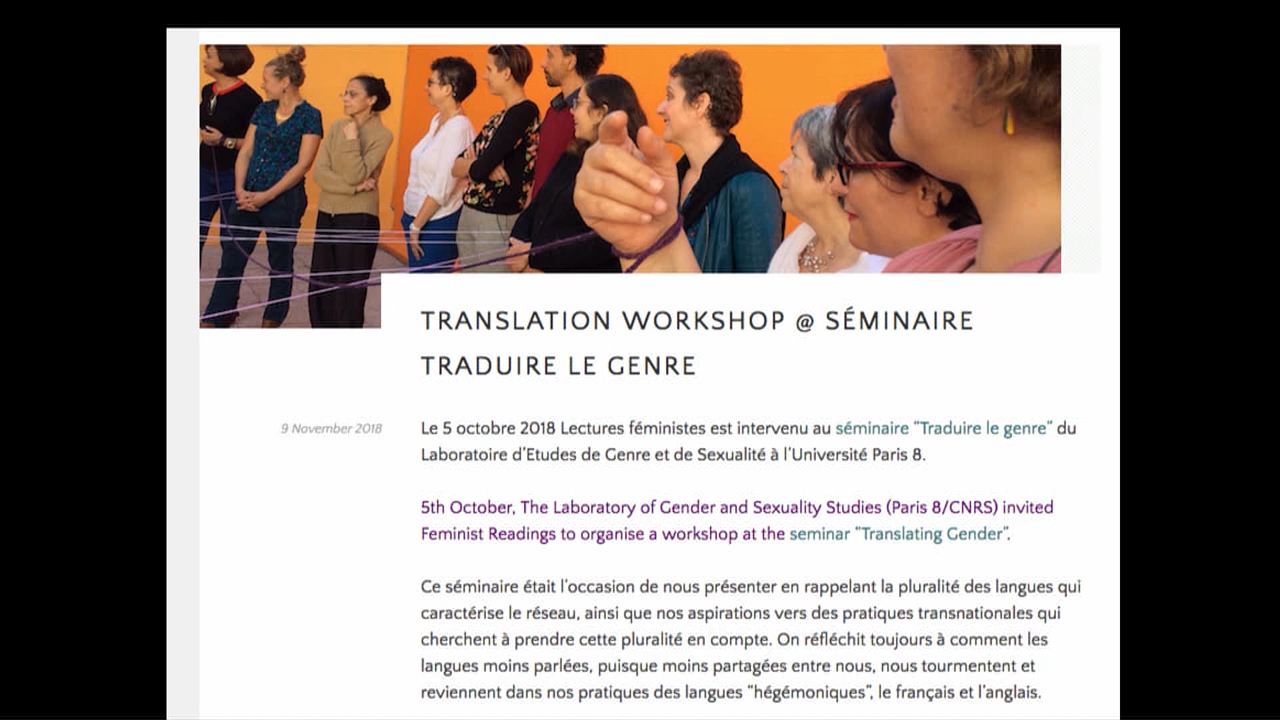 TRANSLATION WORKSHOP @ SÉMINAIRE
TRADUIRE LE GENRE
9 November 2018
Le 5 octobre 2018 Lectures féministes est intervenu au séminaire “Traduire le genre” du
Laboratoire d’Etudes de Genre et de Sexualité à l’Université Paris 8.
5th October, The Laboratory of Gender and Sexuality Studies (Paris 8/CNRS) invited
Feminist Readings to organise a workshop at the seminar “Translating Gender”.
Ce séminaire était l’occasion de nous présenter en rappelant la pluralité des langues qui
caractérise le réseau, ainsi que nos aspirations vers des pratiques transnationales qui
cherchent à prendre cette pluralité en compte. On réfléchit toujours à comment les
langues moins parlées, puisque moins partagées entre nous, nous tourmentent et
reviennent dans nos pratiques des langues “hégémoniques”, le français et l’anglais.